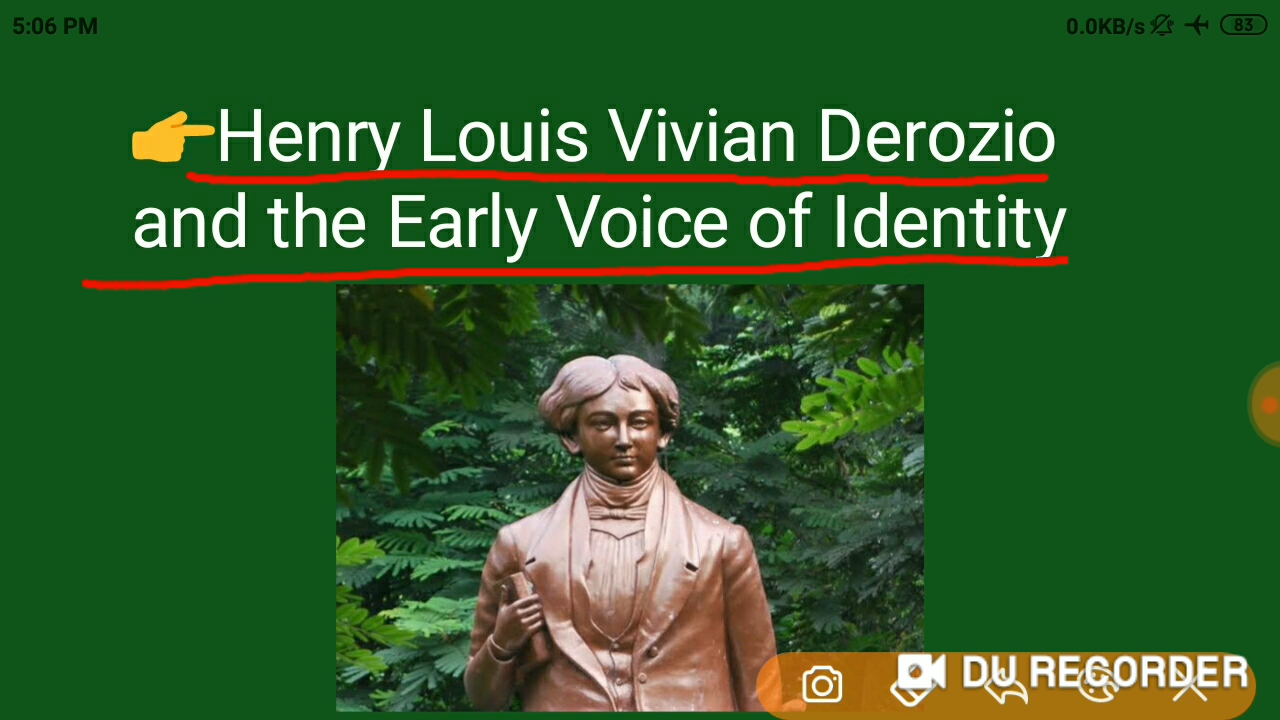 5:06 PM
0.0KB/s
83
👉Henry Louis Vivian Derozio
and the Early Voice of Identity
DU RECORDER